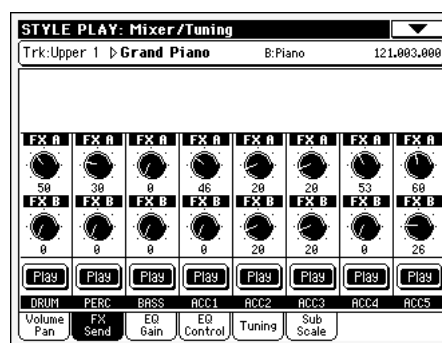 STYLE PLAY: Mixer/Tuning
Trk:Upper 1 ▷Grand Piano B:Piano 121.003.000
FX A FX A FX A FX A FX A FX A FX A FX A
50 30 0 46 20 20 53 60
FX B FX B FX B FX B FX B FX B FX B FX B
0 0 0 0 20 20 0 26
Play Play Play Play Play Play Play Play
DRUM PERC BASS ACC1 ACC2 ACC3 ACC4 ACC5
Volume Pan FX Send EQ Gain EQ Control Tuning Sub Scale